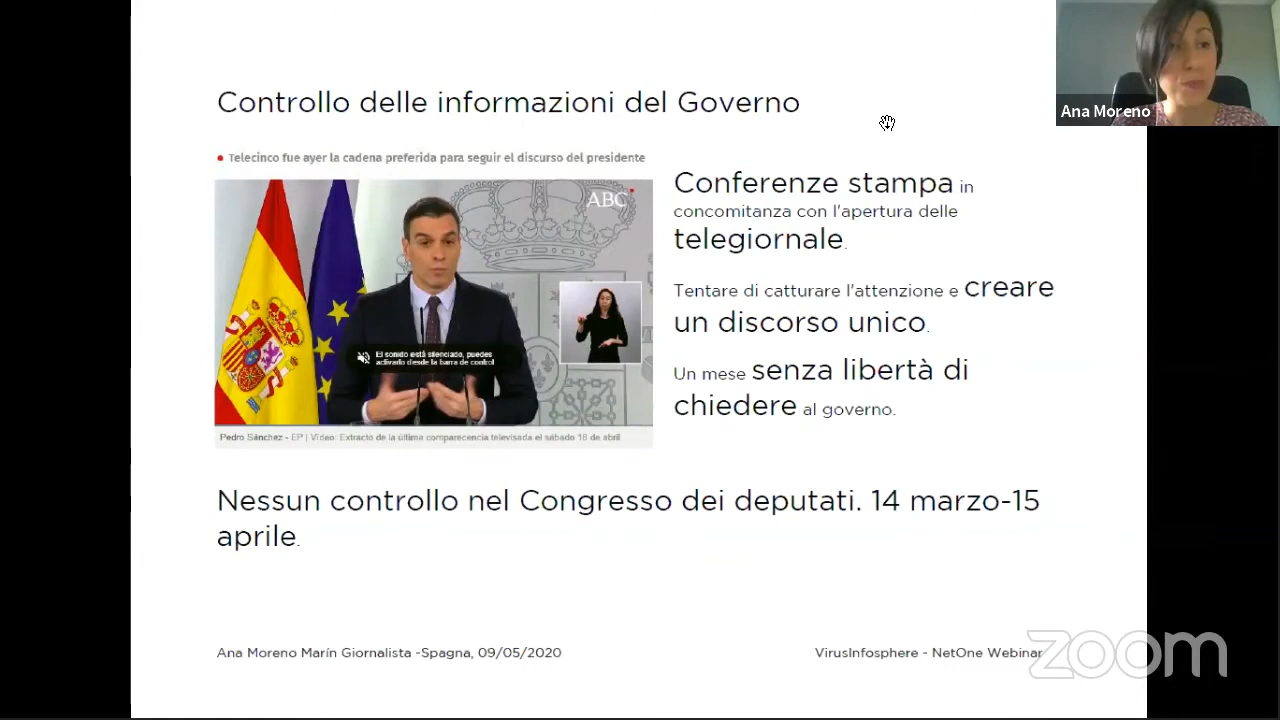 Controllo delle informazioni del Governo
Ana Moreno
Telecinco fue ayer la cadena preferida para seguir el discurso del presidente
ABC
El sonido está silenciado, puedes
activarlo desde la barra de control
Pedro Sánchez - EP | Vídeo: Extracto de la última comparecencia televisada el sábado 18 de abril
Conferenze stampa in
concomitanza con l'apertura delle
telegiornale.
Tentare di catturare l'attenzione e creare
un discorso unico.
Un mese senza libertà di
chiedere al governo.
Nessun controllo nel Congresso dei deputati. 14 marzo-15
aprile.
Ana Moreno Marín Giornalista -Spagna, 09/05/2020
VirusInfosphere - NetOne Webinar
zoom